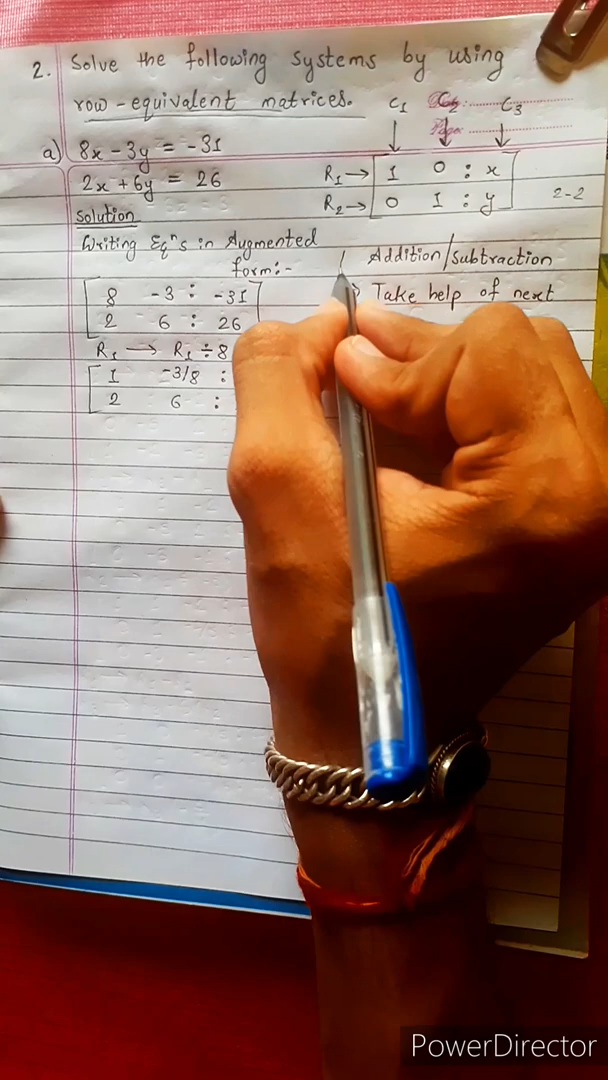 2. Solve the following systems by using
row-equivalent matrices.
C1 C2 C3
a) 8x - 3y = -31
2x + 6y = 26
R1 → [ 1 0 : x ]
R2 → [ 0 1 : y ] 2-2
Solution
Writing Eqns in Augmented
form:-
[ 8 -3 : -31 ]
[ 2 6 : 26 ]
R1 → R1 ÷ 8
[ 1 -3/8 :
[ 2 6 :
Addition/subtraction
Take help of next
PowerDirector